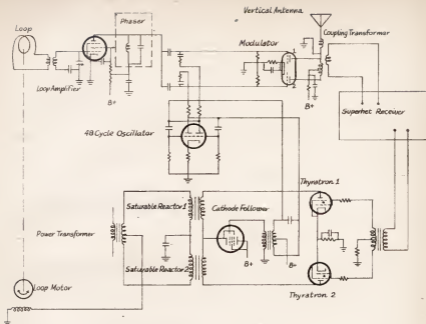 Vertical Antenna
Phaser
Loop
Coupling Transformer
Modulator
Loop Amplifier
B+
B+
Superhet Receiver
48 Cycle Oscillator
Thyratron 1
Saturable Reactor 1
Cathode Follower
Power Transformer
Saturable Reactor 2
B+
B+
Loop Motor
Thyratron 2